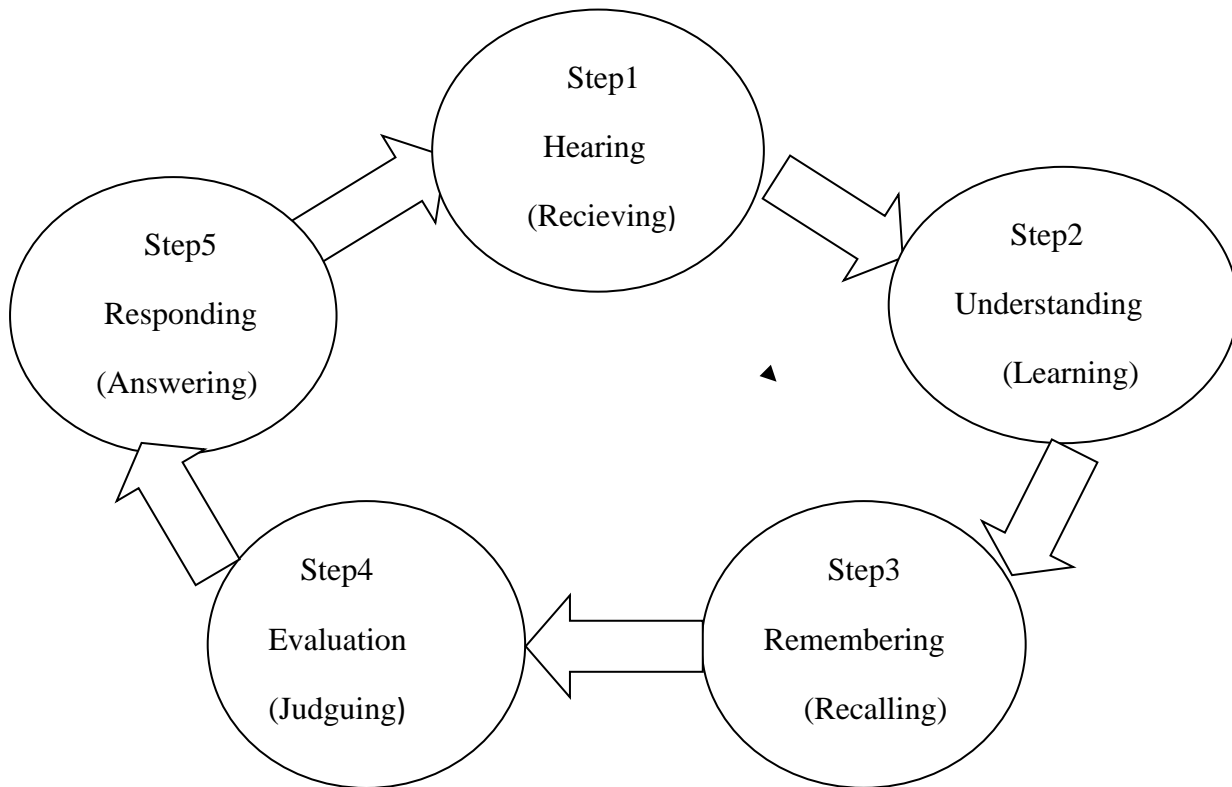 Step1
Hearing
(Recieving)
Step2
Understanding
(Learning)
Step3
Remembering
(Recalling)
Step4
Evaluation
(Judguing)
Step5
Responding
(Answering)